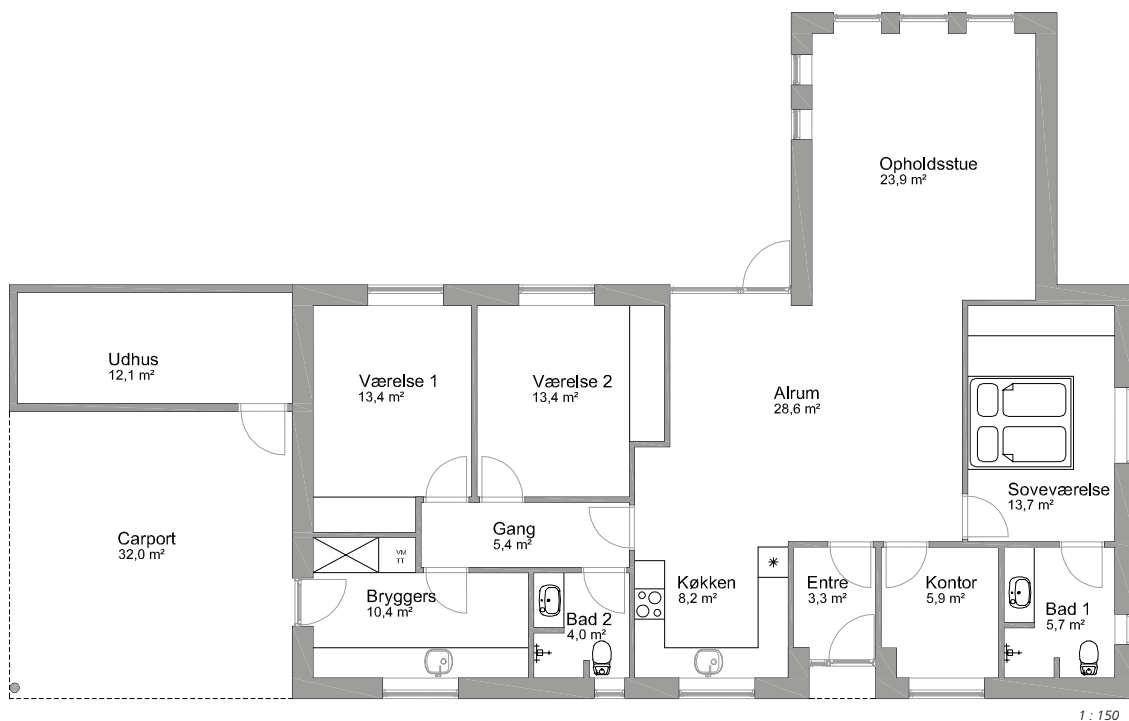 Opholdsstue
23,9 m²
Udhus
12,1 m²
Værelse 1
13,4 m²
Værelse 2
13,4 m²
Alrum
28,6 m²
Soveværelse
13,7 m²
Carport
32,0 m²
Gang
5,4 m²
VM
TT
Bryggers
10,4 m²
Bad 2
4,0 m²
Køkken
8,2 m²
Entre
3,3 m²
Kontor
5,9 m²
Bad 1
5,7 m²
1 : 150